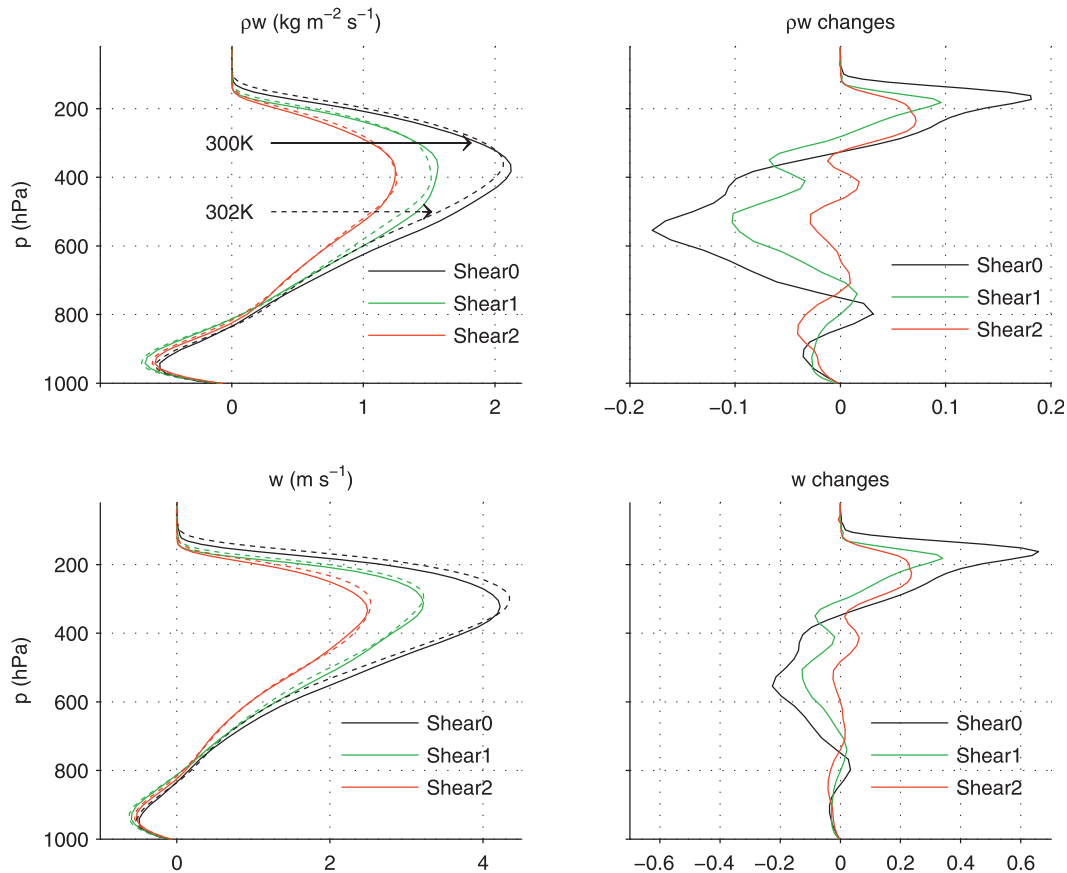 ρw (kg m⁻² s⁻¹)
ρw changes
p (hPa)
200
400
600
800
1000
300K
302K
Shear0
Shear1
Shear2
0
1
2
Shear0
Shear1
Shear2
−0.2
−0.1
0
0.1
0.2
w (m s⁻¹)
w changes
p (hPa)
200
400
600
800
1000
Shear0
Shear1
Shear2
0
2
4
Shear0
Shear1
Shear2
−0.6
−0.4
−0.2
0
0.2
0.4
0.6